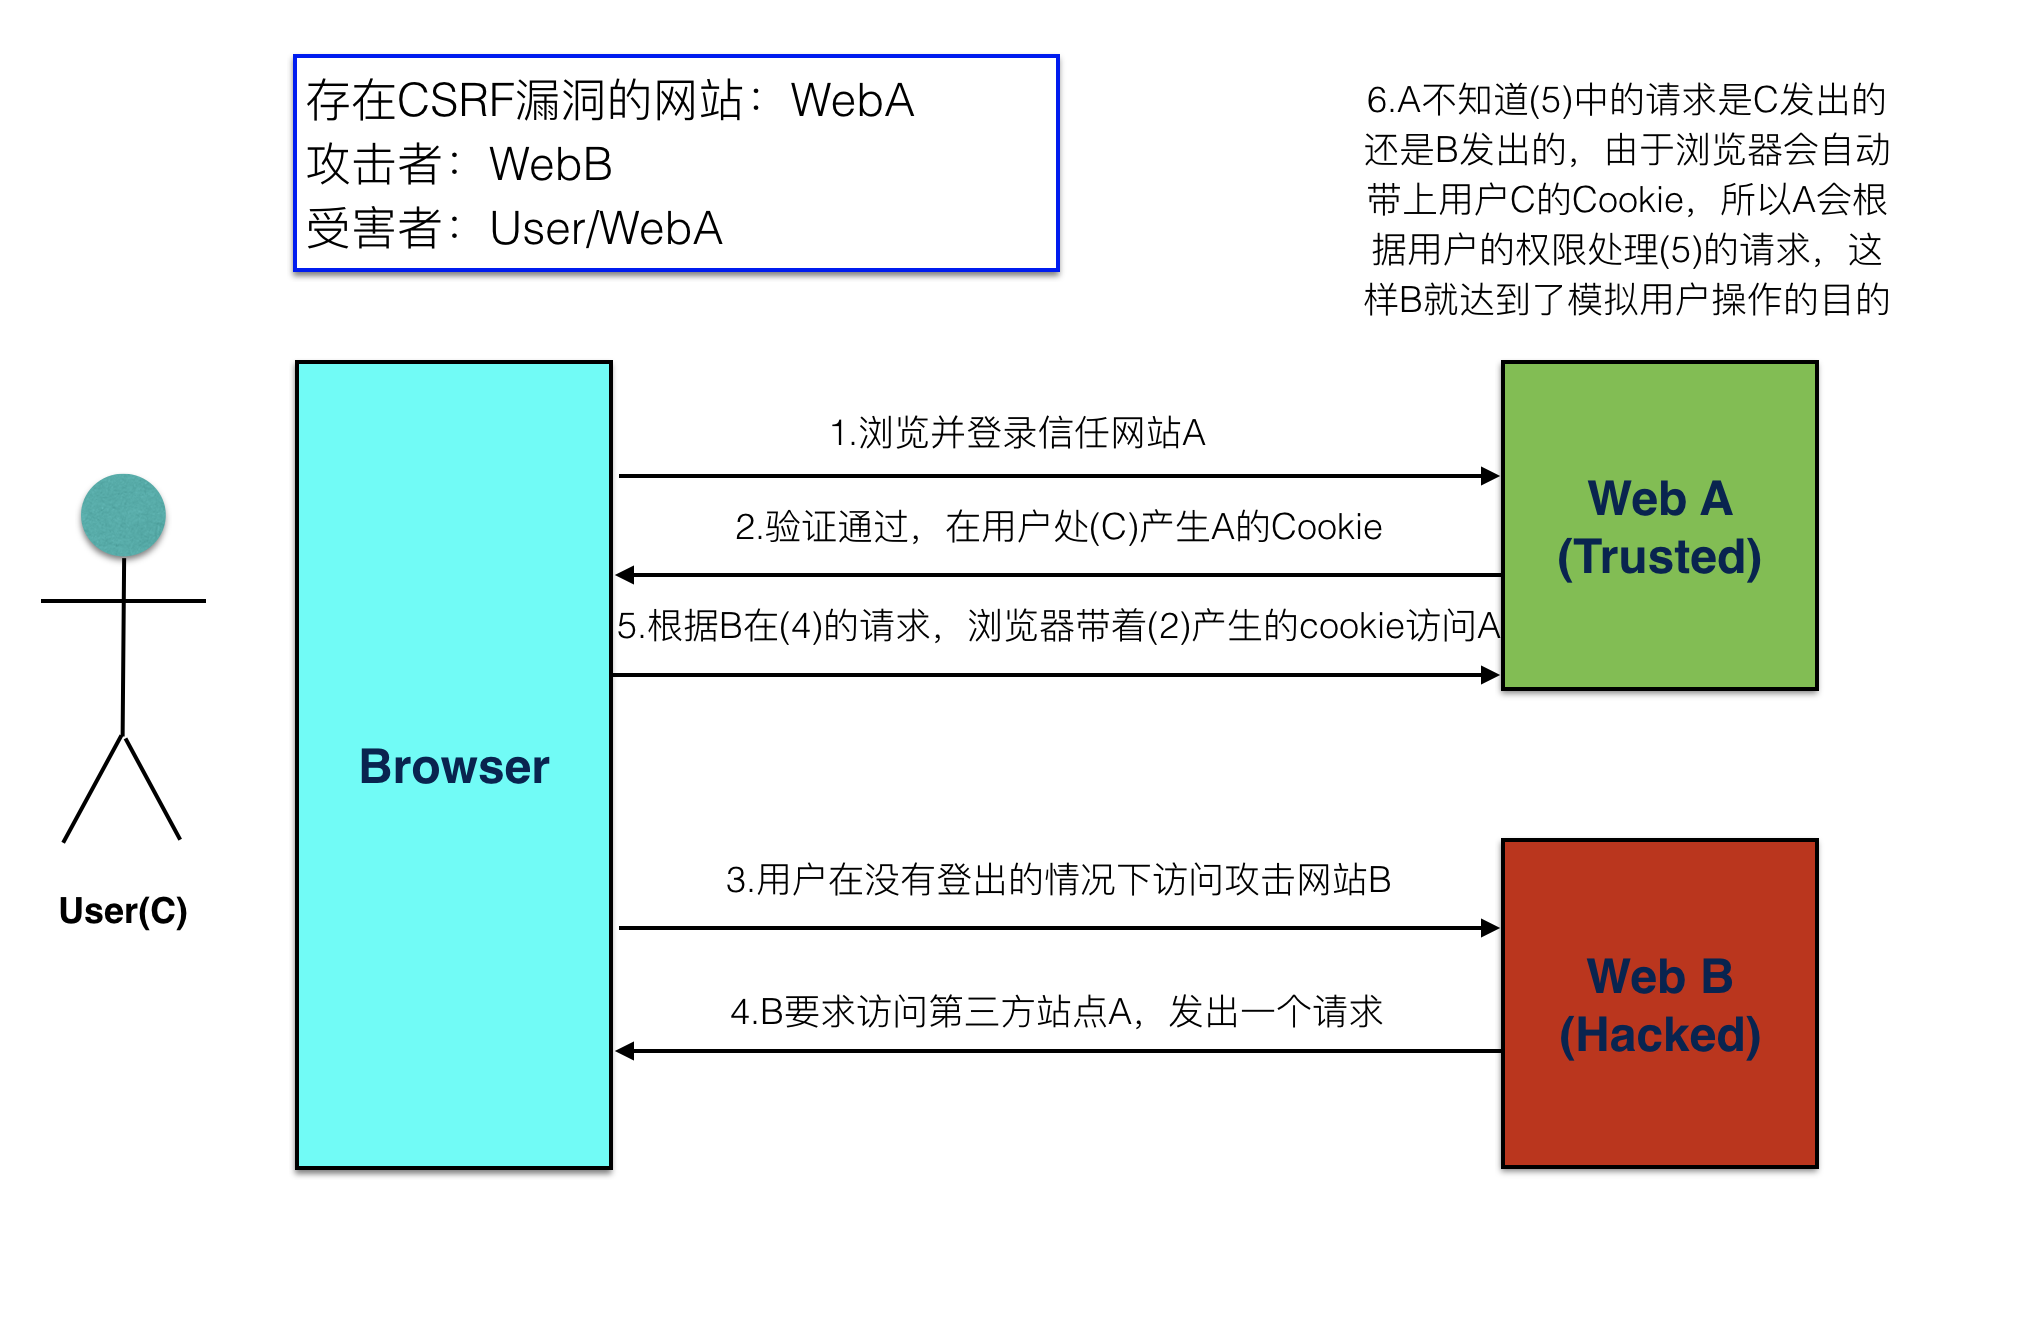 存在CSRF漏洞的网站：WebA
攻击者：WebB
受害者：User/WebA
6.A不知道(5)中的请求是C发出的
还是B发出的，由于浏览器会自动
带上用户C的Cookie，所以A会根
据用户的权限处理(5)的请求，这
样B就达到了模拟用户操作的目的
1.浏览并登录信任网站A
2.验证通过，在用户处(C)产生A的Cookie
5.根据B在(4)的请求，浏览器带着(2)产生的cookie访问A
Web A
(Trusted)
Browser
User(C)
3.用户在没有登出的情况下访问攻击网站B
4.B要求访问第三方站点A，发出一个请求
Web B
(Hacked)